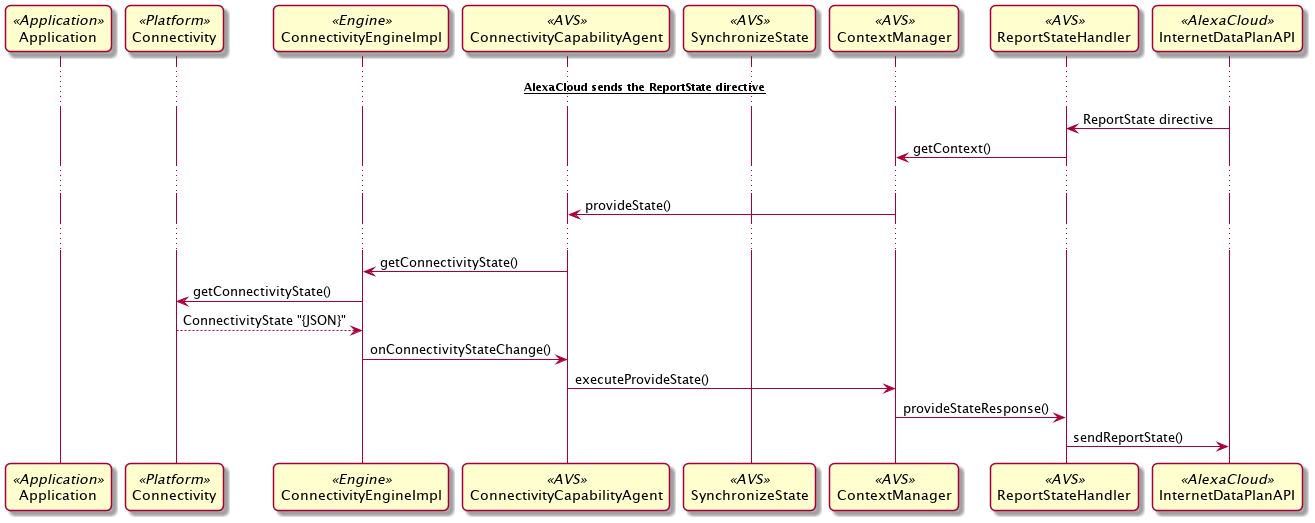 «Application» «Platform» «Engine» «AVS» «AVS» «AVS» «AVS» «AlexaCloud»
Application Connectivity ConnectivityEngineImpl ConnectivityCapabilityAgent SynchronizeState ContextManager ReportStateHandler InternetDataPlanAPI
AlexaCloud sends the ReportState directive
ReportState directive
getContext()
provideState()
getConnectivityState()
getConnectivityState()
ConnectivityState "{JSON}"
onConnectivityStateChange()
executeProvideState()
provideStateResponse()
sendReportState()
«Application» «Platform» «Engine» «AVS» «AVS» «AVS» «AVS» «AlexaCloud»
Application Connectivity ConnectivityEngineImpl ConnectivityCapabilityAgent SynchronizeState ContextManager ReportStateHandler InternetDataPlanAPI